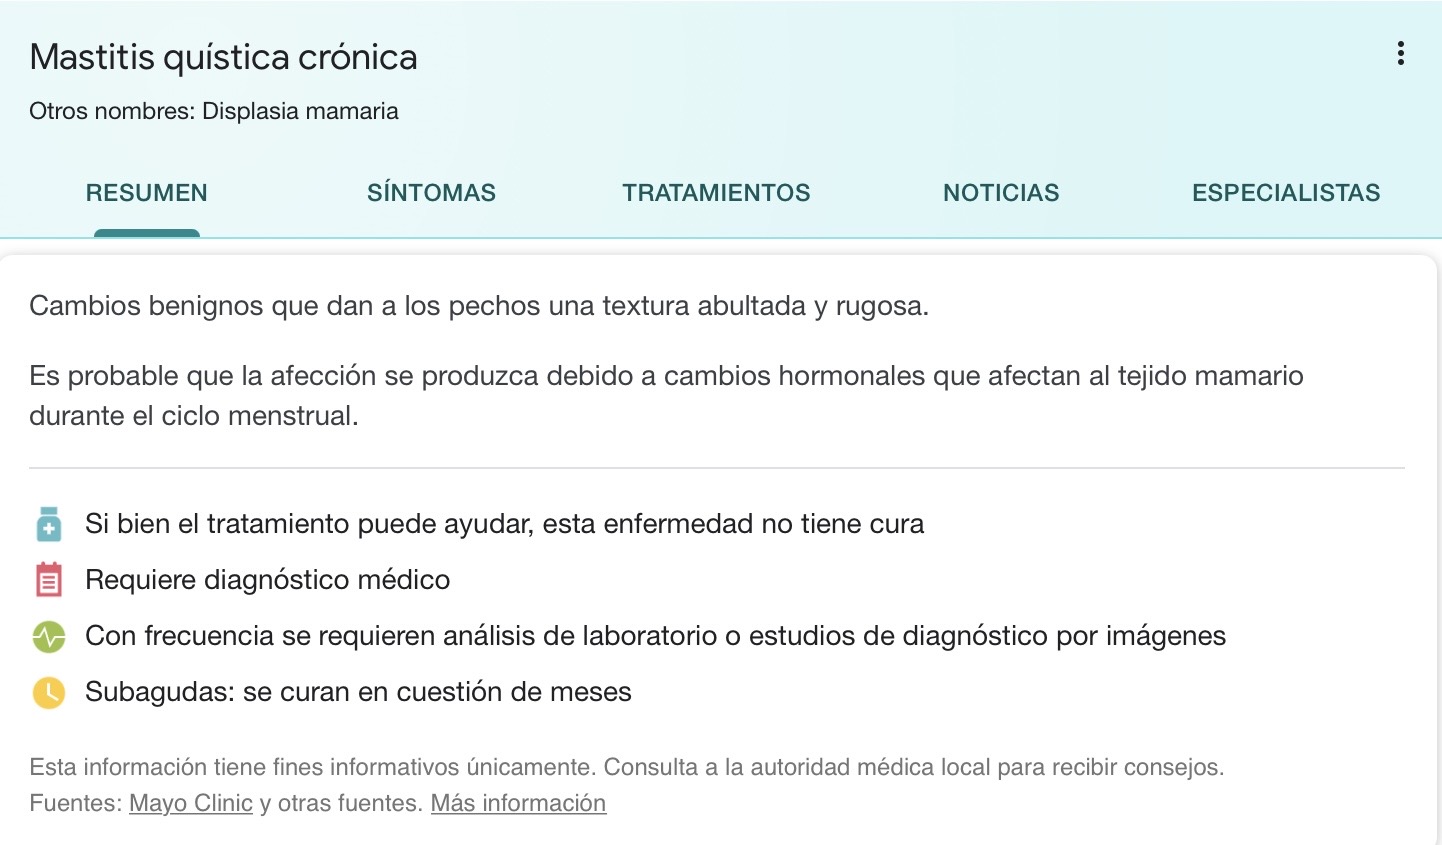 Mastitis quística crónica
Otros nombres: Displasia mamaria
RESUMEN SÍNTOMAS TRATAMIENTOS NOTICIAS ESPECIALISTAS
Cambios benignos que dan a los pechos una textura abultada y rugosa.
Es probable que la afección se produzca debido a cambios hormonales que afectan al tejido mamario
durante el ciclo menstrual.
Si bien el tratamiento puede ayudar, esta enfermedad no tiene cura
Requiere diagnóstico médico
Con frecuencia se requieren análisis de laboratorio o estudios de diagnóstico por imágenes
Subagudas: se curan en cuestión de meses
Esta información tiene fines informativos únicamente. Consulta a la autoridad médica local para recibir consejos.
Fuentes: Mayo Clinic y otras fuentes. Más información